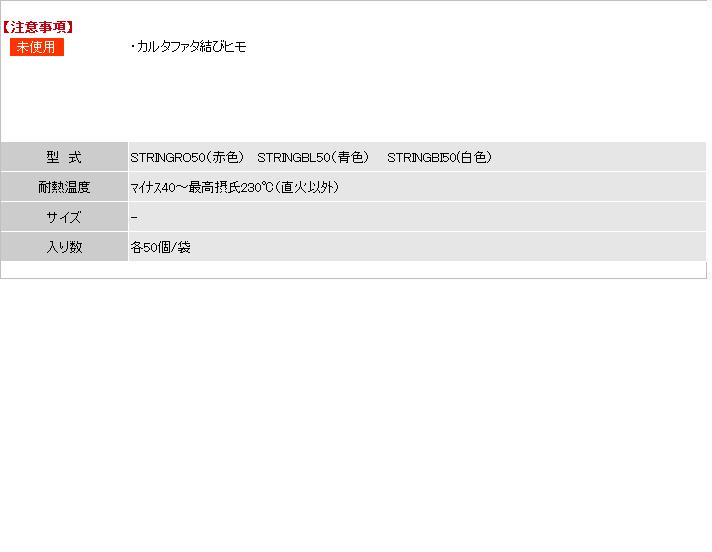 【注意事項】
未使用 ・カルタファタ結びヒモ
型　式 STRINGRO50（赤色）　STRINGBL50（青色）　STRINGBI50(白色）
耐熱温度 ﾏｲﾅｽ40～最高摂氏230℃（直火以外）
サイズ -
入り数 各50個/袋